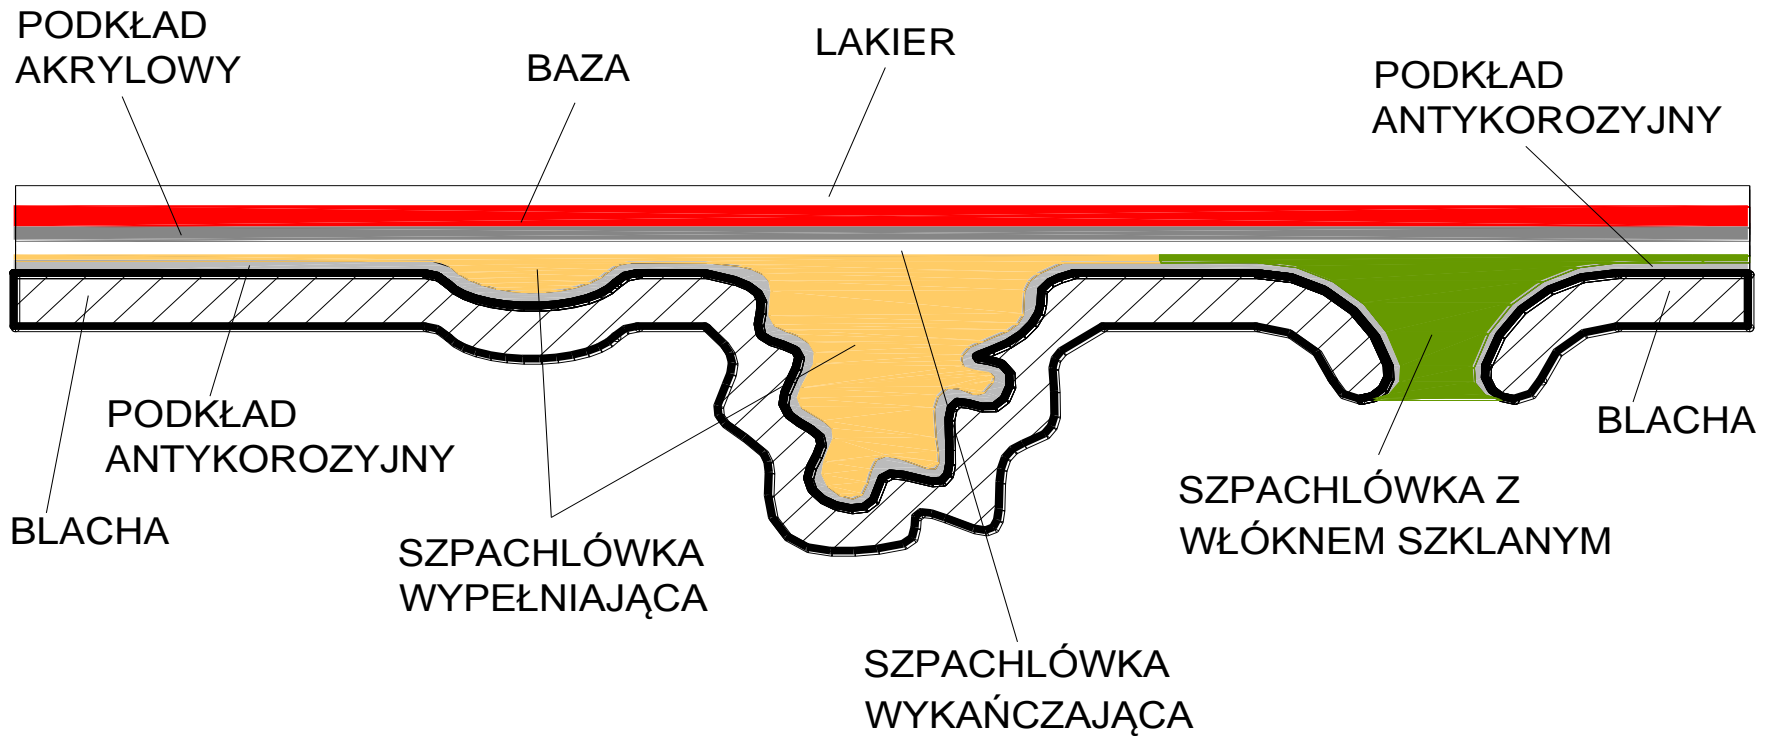 PODKŁAD
AKRYLOWY
BAZA
LAKIER
PODKŁAD
ANTYKOROZYJNY
PODKŁAD
ANTYKOROZYJNY
BLACHA
SZPACHLÓWKA
WYPEŁNIAJĄCA
SZPACHLÓWKA
WYKAŃCZAJĄCA
SZPACHLÓWKA Z
WŁÓKNEM SZKLANYM
BLACHA